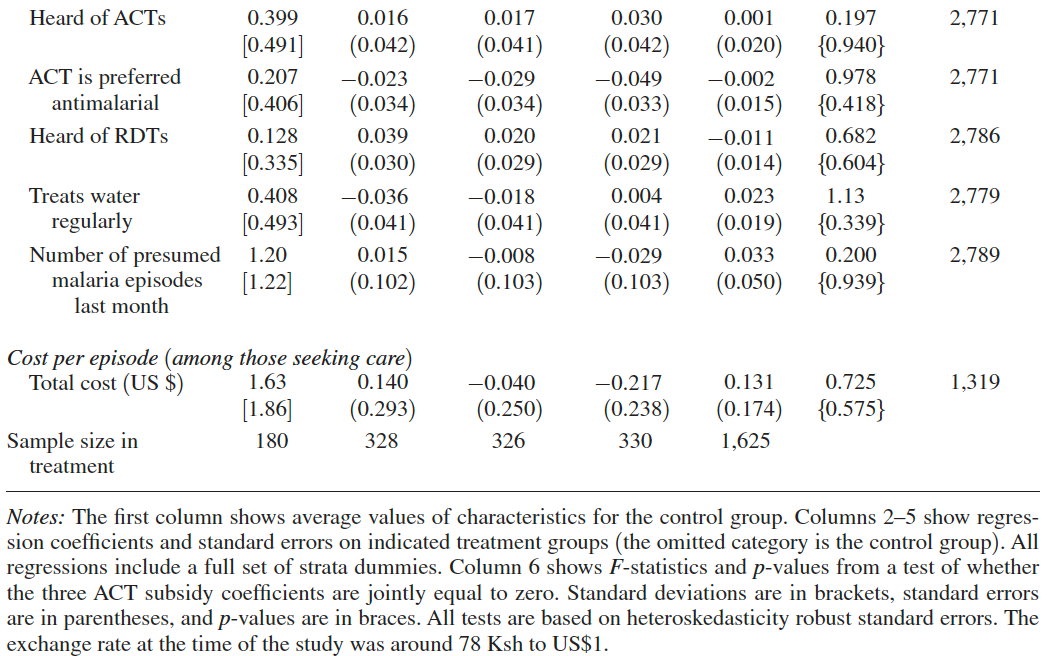 Heard of ACTs 0.399 0.016 0.017 0.030 0.001 0.197 2,771
[0.491] (0.042) (0.041) (0.042) (0.020) {0.940}
ACT is preferred 0.207 −0.023 −0.029 −0.049 −0.002 0.978 2,771
antimalarial [0.406] (0.034) (0.034) (0.033) (0.015) {0.418}
Heard of RDTs 0.128 0.039 0.020 0.021 −0.011 0.682 2,786
[0.335] (0.030) (0.029) (0.029) (0.014) {0.604}
Treats water 0.408 −0.036 −0.018 0.004 0.023 1.13 2,779
regularly [0.493] (0.041) (0.041) (0.041) (0.019) {0.339}
Number of presumed 1.20 0.015 −0.008 −0.029 0.033 0.200 2,789
malaria episodes [1.22] (0.102) (0.103) (0.103) (0.050) {0.939}
last month
Cost per episode (among those seeking care)
Total cost (US $) 1.63 0.140 −0.040 −0.217 0.131 0.725 1,319
[1.86] (0.293) (0.250) (0.238) (0.174) {0.575}
Sample size in 180 328 326 330 1,625
treatment
Notes: The first column shows average values of characteristics for the control group. Columns 2–5 show regres-
sion coefficients and standard errors on indicated treatment groups (the omitted category is the control group). All
regressions include a full set of strata dummies. Column 6 shows F-statistics and p-values from a test of whether
the three ACT subsidy coefficients are jointly equal to zero. Standard deviations are in brackets, standard errors
are in parentheses, and p-values are in braces. All tests are based on heteroskedasticity robust standard errors. The
exchange rate at the time of the study was around 78 Ksh to US$1.